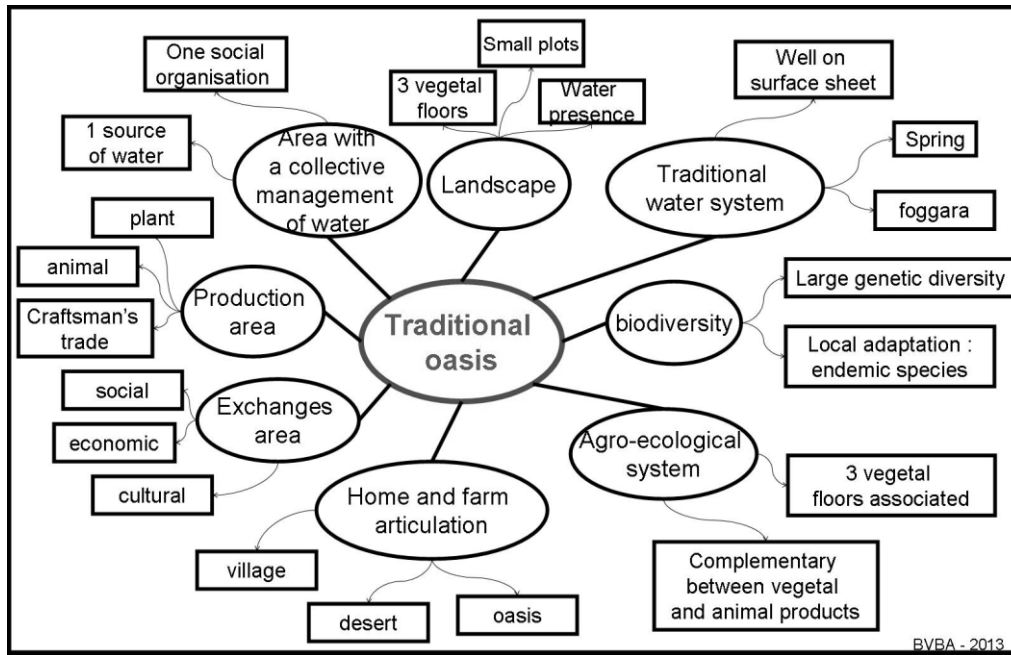 One social
organisation
Small plots
Well on
surface sheet
3 vegetal
floors
Water
presence
1 source
of water
Area with
a collective
management
of water
Landscape
Traditional
water system
Spring
foggara
plant
animal
Craftsman's
trade
Production
area
Traditional
oasis
biodiversity
Large genetic diversity
Local adaptation :
endemic species
social
economic
cultural
Exchanges
area
Agro-ecological
system
3 vegetal
floors associated
Home and farm
articulation
village
desert
oasis
Complementary
between vegetal
and animal products
BVBA - 2013